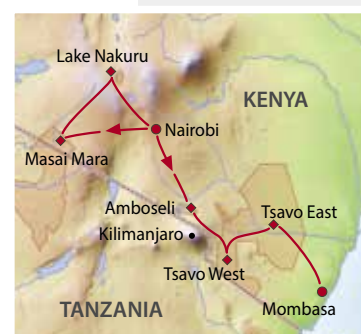 Lake Nakuru
KENYA
Nairobi
Masai Mara
Amboseli
Tsavo East
Kilimanjaro
Tsavo West
TANZANIA
Mombasa